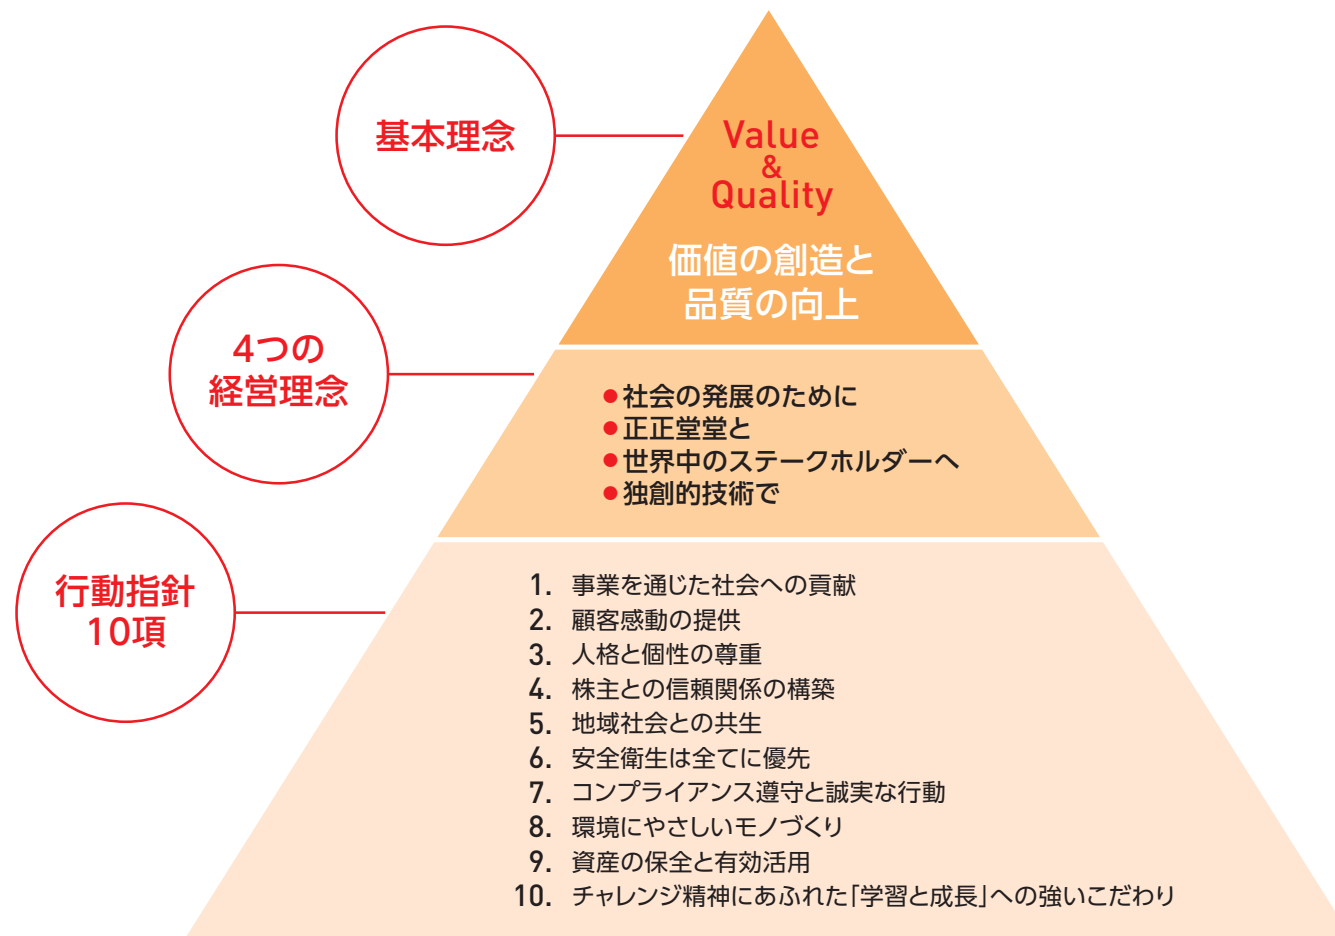 基本理念
Value
&
Quality
価値の創造と
品質の向上
4つの
経営理念
●社会の発展のために
●正正堂堂と
●世界中のステークホルダーへ
●独創的技術で
行動指針
10項
1. 事業を通じた社会への貢献
2. 顧客感動の提供
3. 人格と個性の尊重
4. 株主との信頼関係の構築
5. 地域社会との共生
6. 安全衛生は全てに優先
7. コンプライアンス遵守と誠実な行動
8. 環境にやさしいモノづくり
9. 資産の保全と有効活用
10. チャレンジ精神にあふれた「学習と成長」への強いこだわり